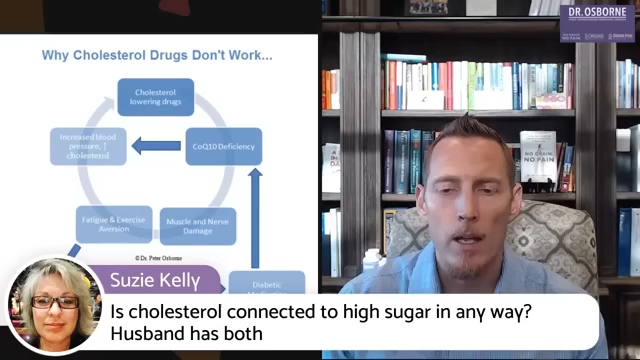 DR. OSBORNE
Why Cholesterol Drugs Don't Work...
Cholesterol
lowering drugs
Increased blood
pressure, ↑
cholesterol
CoQ10 Deficiency
Fatigue & Exercise
Aversion
Muscle and Nerve
Damage
© Dr. Peter Osborne
Diabetic
NO GRAIN
NO PAIN
Suzie Kelly
Is cholesterol connected to high sugar in any way?
Husband has both